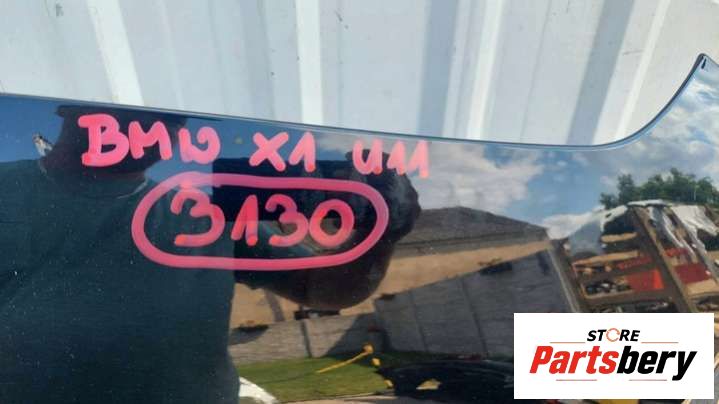 BMW X1 U11
3130
STORE
Partsbery